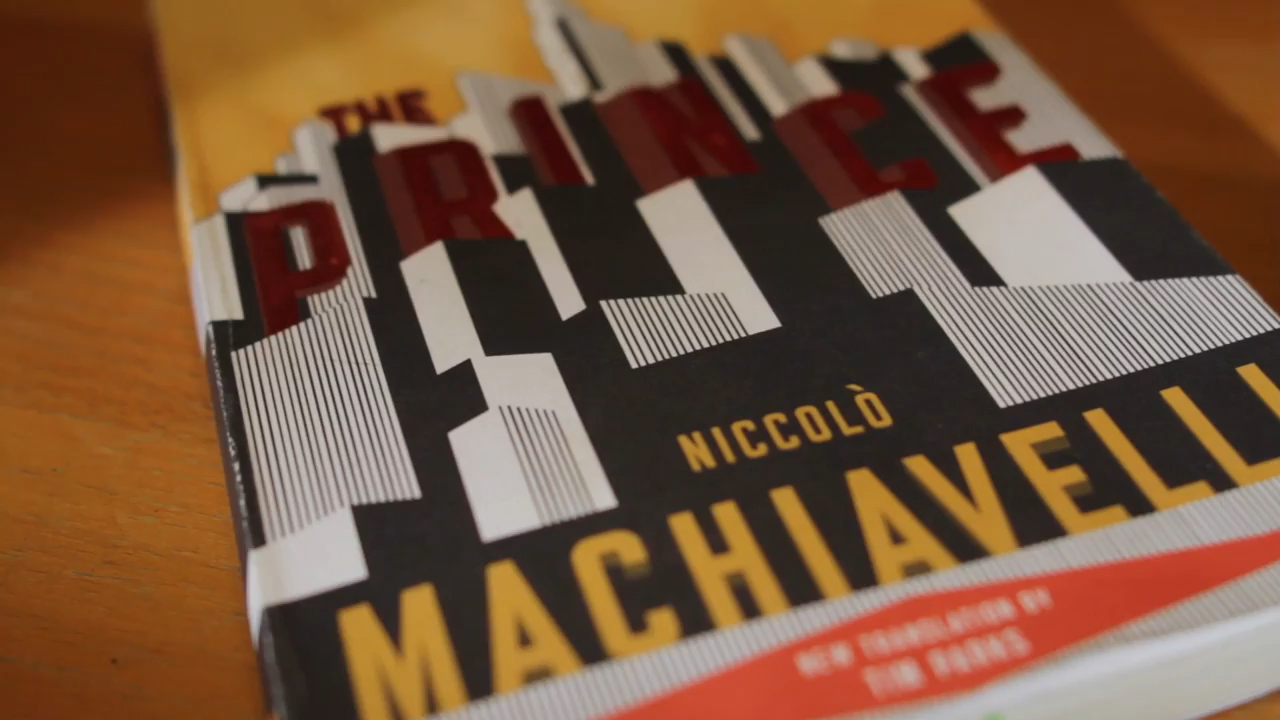 THE
PRINCE
NICCOLÒ
MACHIAVELLI
NEW TRANSLATION BY
TIM PARKS